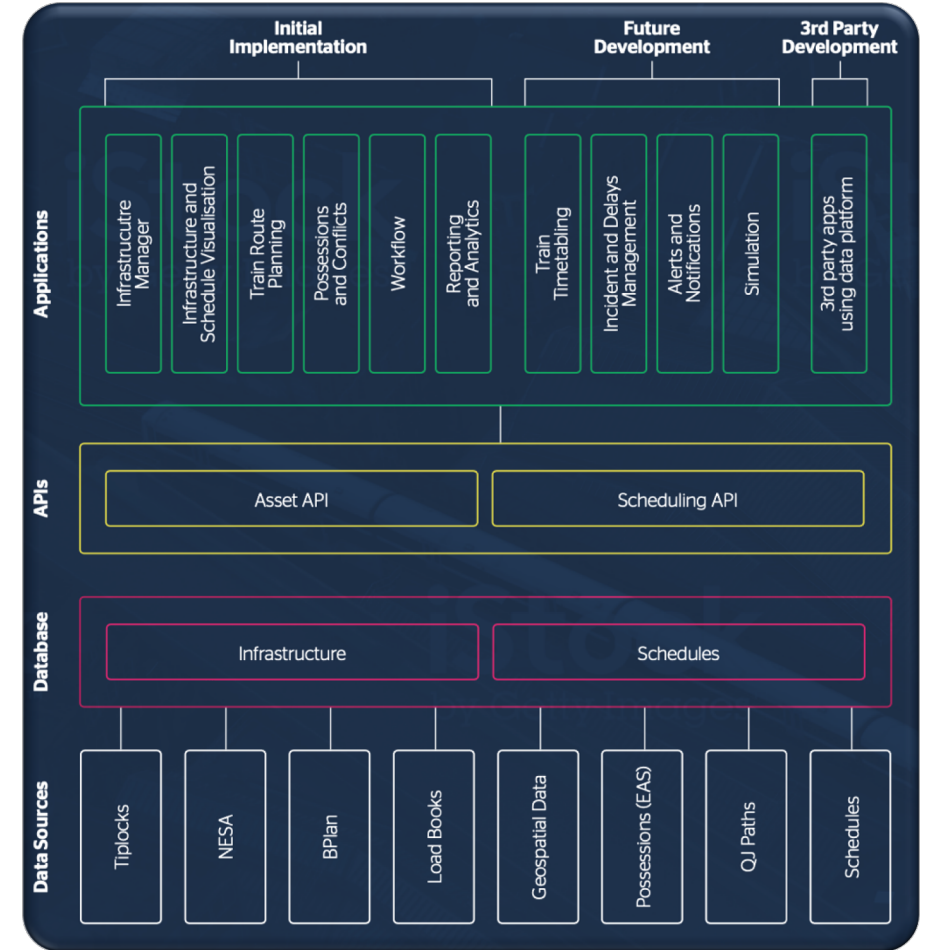 Initial
Implementation
Future
Development
3rd Party
Development
Applications
Infrastrucutre
Manager
Infrastructure and
Schedule Visualisation
Train Route
Planning
Possessions
and Conflicts
Workflow
Reporting
and Analytics
Train
Timetabling
Incident and Delays
Management
Alerts and
Notifications
Simulation
3rd party apps
using data platform
APIs
Asset API
Scheduling API
Database
Infrastructure
Schedules
Data Sources
Tiplocks
NESA
BPlan
Load Books
Geospatial Data
Possessions (EAS)
QJ Paths
Schedules
iStock
iStock